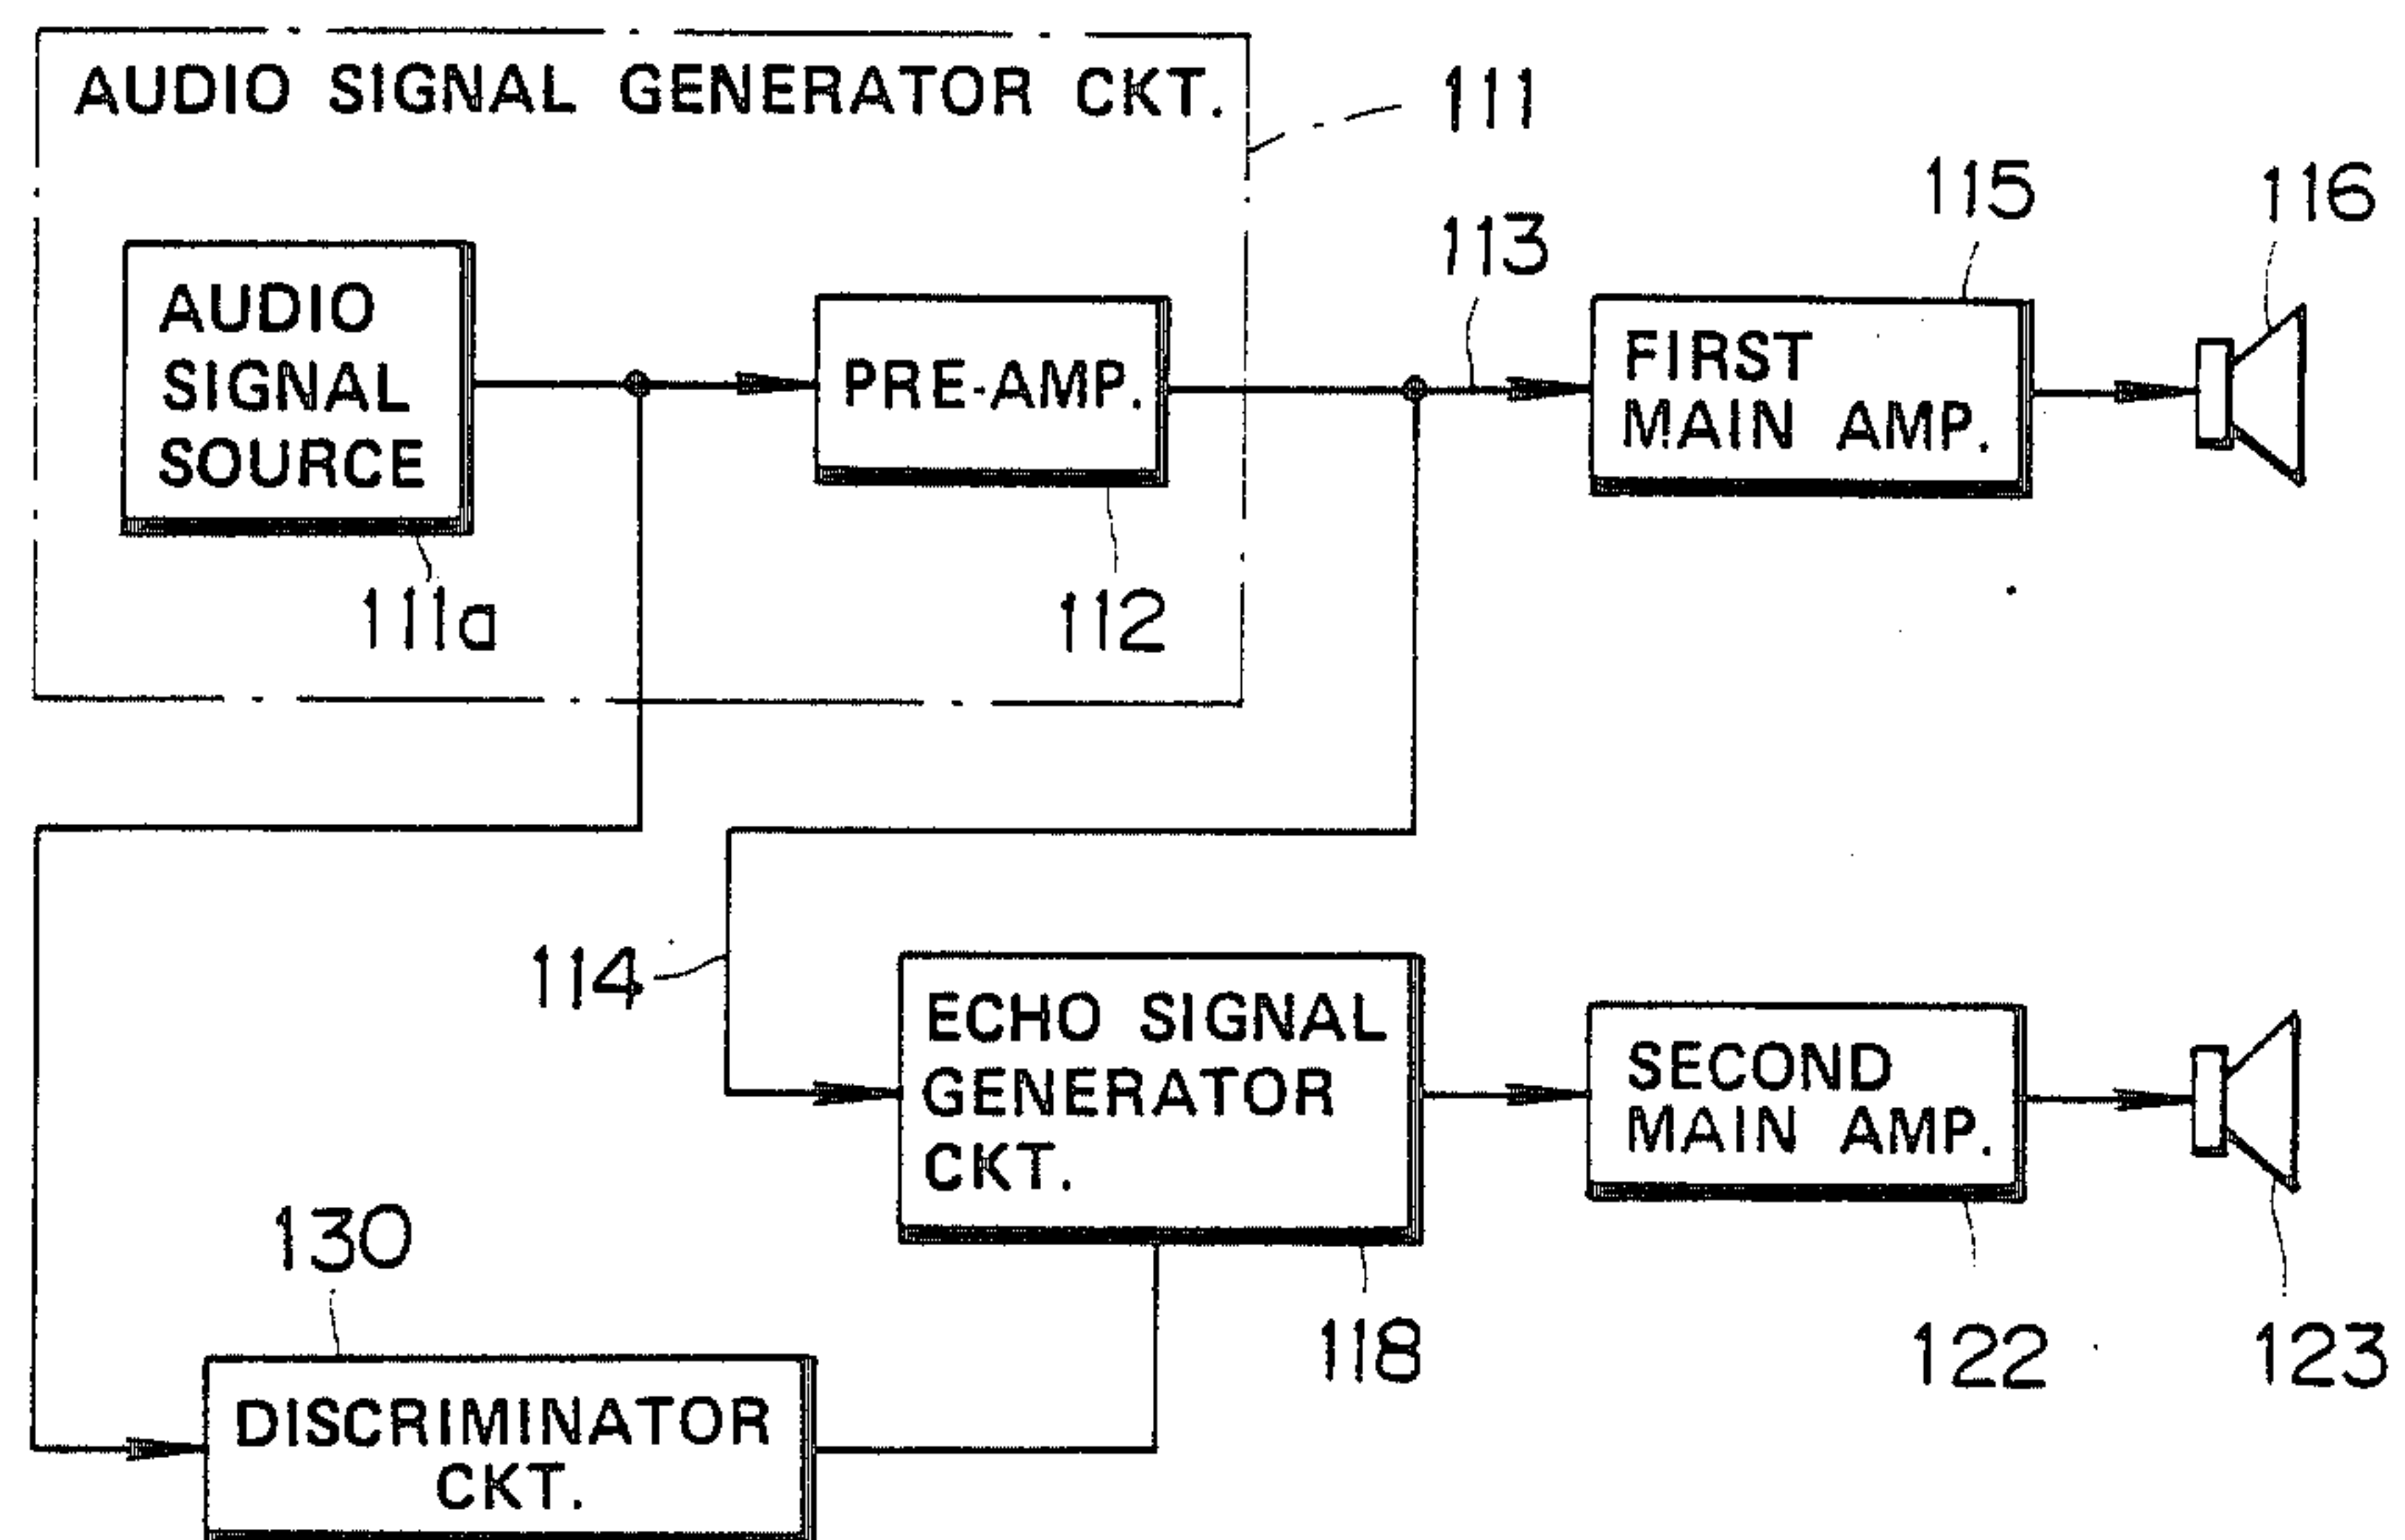 AUDIO SIGNAL GENERATOR CKT.
111
115
116
113
AUDIO
SIGNAL
SOURCE
PRE-AMP.
FIRST
MAIN AMP.
111a
112
114
ECHO SIGNAL
GENERATOR
CKT.
SECOND
MAIN AMP.
130
118
122
123
DISCRIMINATOR
CKT.